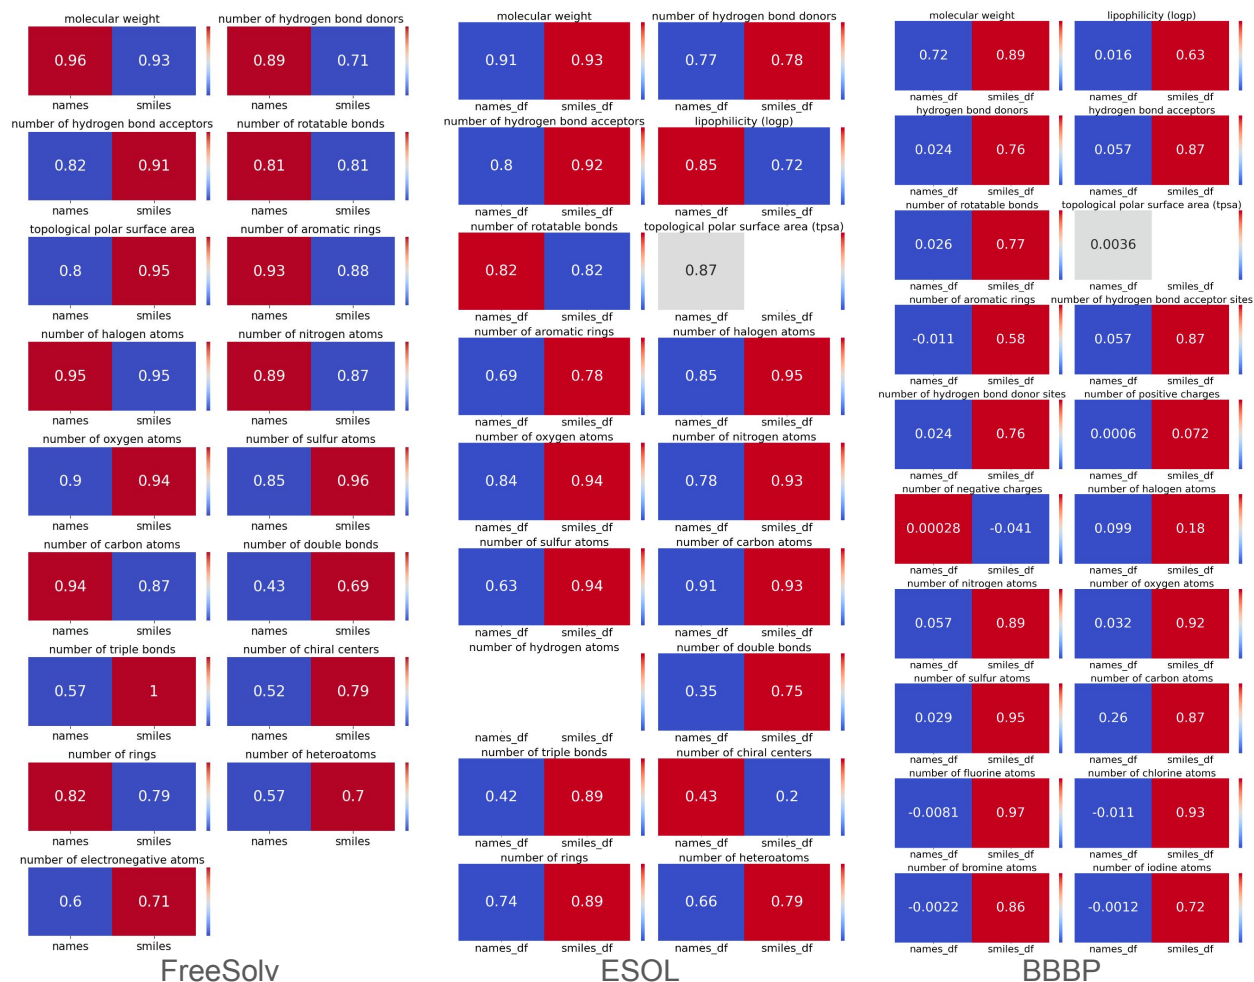 molecular weight number of hydrogen bond donors
0.96 0.93 0.89 0.71
names smiles names smiles
number of hydrogen bond acceptors number of rotatable bonds
0.82 0.91 0.81 0.81
names smiles names smiles
topological polar surface area number of aromatic rings
0.8 0.95 0.93 0.88
names smiles names smiles
number of halogen atoms number of nitrogen atoms
0.95 0.95 0.89 0.87
names smiles names smiles
number of oxygen atoms number of sulfur atoms
0.9 0.94 0.85 0.96
names smiles names smiles
number of carbon atoms number of double bonds
0.94 0.87 0.43 0.69
names smiles names smiles
number of triple bonds number of chiral centers
0.57 1 0.52 0.79
names smiles names smiles
number of rings number of heteroatoms
0.82 0.79 0.57 0.7
names smiles names smiles
number of electronegative atoms
0.6 0.71
names smiles
FreeSolv
molecular weight number of hydrogen bond donors
0.91 0.93 0.77 0.78
names_df smiles_df names_df smiles_df
number of hydrogen bond acceptors lipophilicity (logp)
0.8 0.92 0.85 0.72
names_df smiles_df names_df smiles_df
number of rotatable bonds topological polar surface area (tpsa)
0.82 0.82 0.87
names_df smiles_df names_df smiles_df
number of aromatic rings number of halogen atoms
0.69 0.78 0.85 0.95
names_df smiles_df names_df smiles_df
number of oxygen atoms number of nitrogen atoms
0.84 0.94 0.78 0.93
names_df smiles_df names_df smiles_df
number of sulfur atoms number of carbon atoms
0.63 0.94 0.91 0.93
names_df smiles_df names_df smiles_df
number of hydrogen atoms number of double bonds
0.35 0.75
names_df smiles_df names_df smiles_df
number of triple bonds number of chiral centers
0.42 0.89 0.43 0.2
names_df smiles_df names_df smiles_df
number of rings number of heteroatoms
0.74 0.89 0.66 0.79
names_df smiles_df names_df smiles_df
ESOL
molecular weight lipophilicity (logp)
0.72 0.89 0.016 0.63
names_df smiles_df names_df smiles_df
hydrogen bond donors hydrogen bond acceptors
0.024 0.76 0.057 0.87
names_df smiles_df names_df smiles_df
number of rotatable bonds topological polar surface area (tpsa)
0.026 0.77 0.0036
names_df smiles_df names_df smiles_df
number of aromatic rings number of hydrogen bond acceptor sites
-0.011 0.58 0.057 0.87
names_df smiles_df names_df smiles_df
number of hydrogen bond donor sites number of positive charges
0.024 0.76 0.0006 0.072
names_df smiles_df names_df smiles_df
number of negative charges number of halogen atoms
0.00028 -0.041 0.099 0.18
names_df smiles_df names_df smiles_df
number of nitrogen atoms number of oxygen atoms
0.057 0.89 0.032 0.92
names_df smiles_df names_df smiles_df
number of sulfur atoms number of carbon atoms
0.029 0.95 0.26 0.87
names_df smiles_df names_df smiles_df
number of fluorine atoms number of chlorine atoms
-0.0081 0.97 -0.011 0.93
names_df smiles_df names_df smiles_df
number of bromine atoms number of iodine atoms
-0.0022 0.86 -0.0012 0.72
names_df smiles_df names_df smiles_df
BBBP